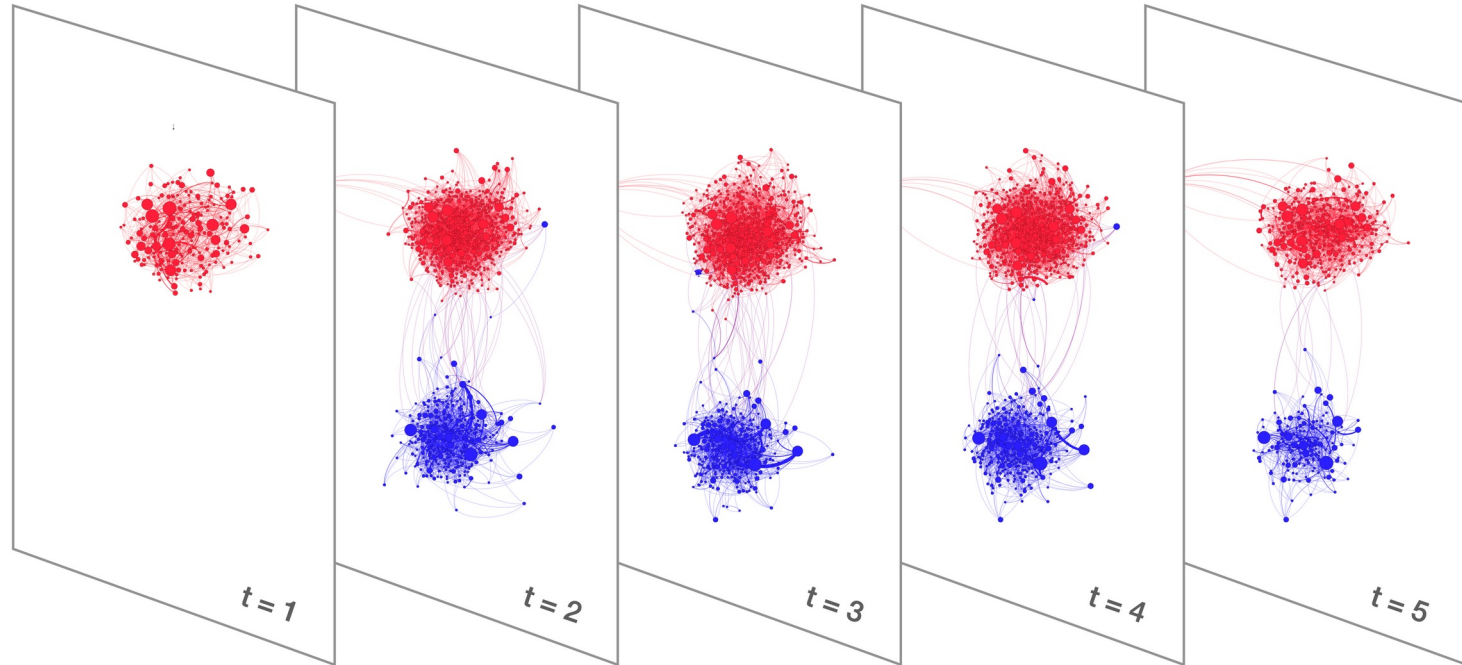 t = 1
t = 2
t = 3
t = 4
t = 5